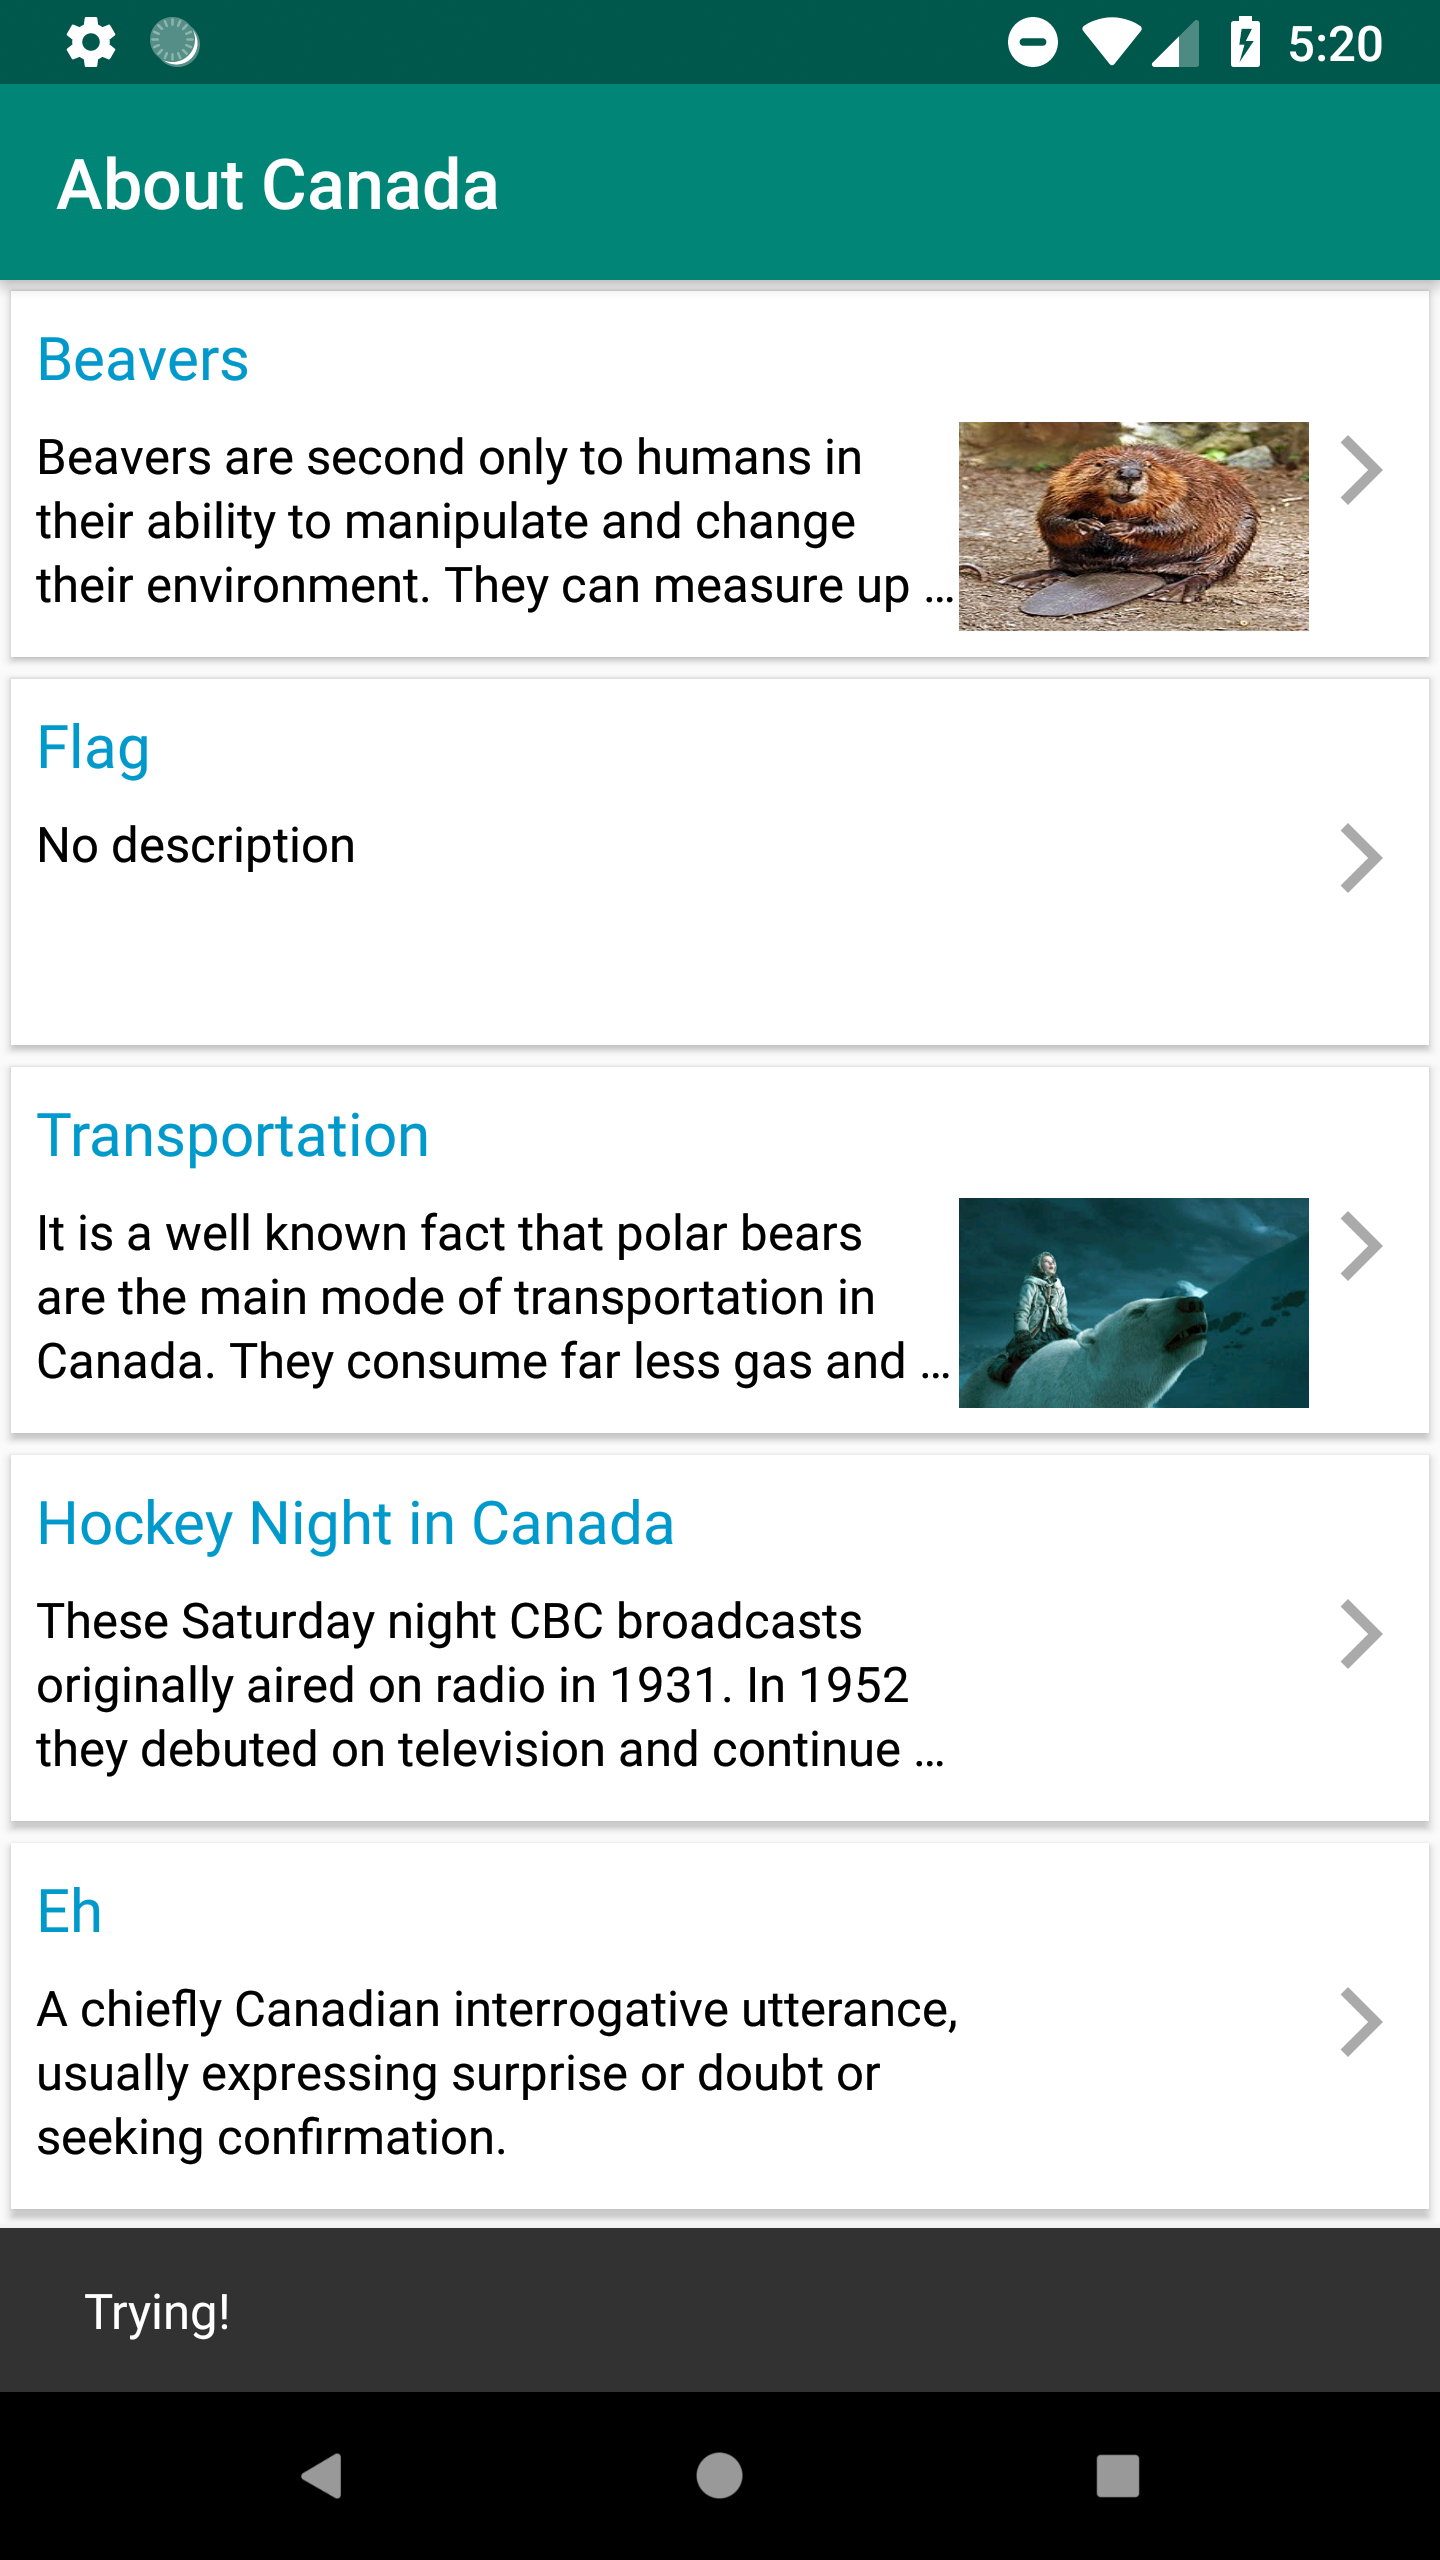 5:20
About Canada
Beavers
Beavers are second only to humans in
their ability to manipulate and change
their environment. They can measure up ...
Flag
No description
Transportation
It is a well known fact that polar bears
are the main mode of transportation in
Canada. They consume far less gas and ...
Hockey Night in Canada
These Saturday night CBC broadcasts
originally aired on radio in 1931. In 1952
they debuted on television and continue ...
Eh
A chiefly Canadian interrogative utterance,
usually expressing surprise or doubt or
seeking confirmation.
Trying!